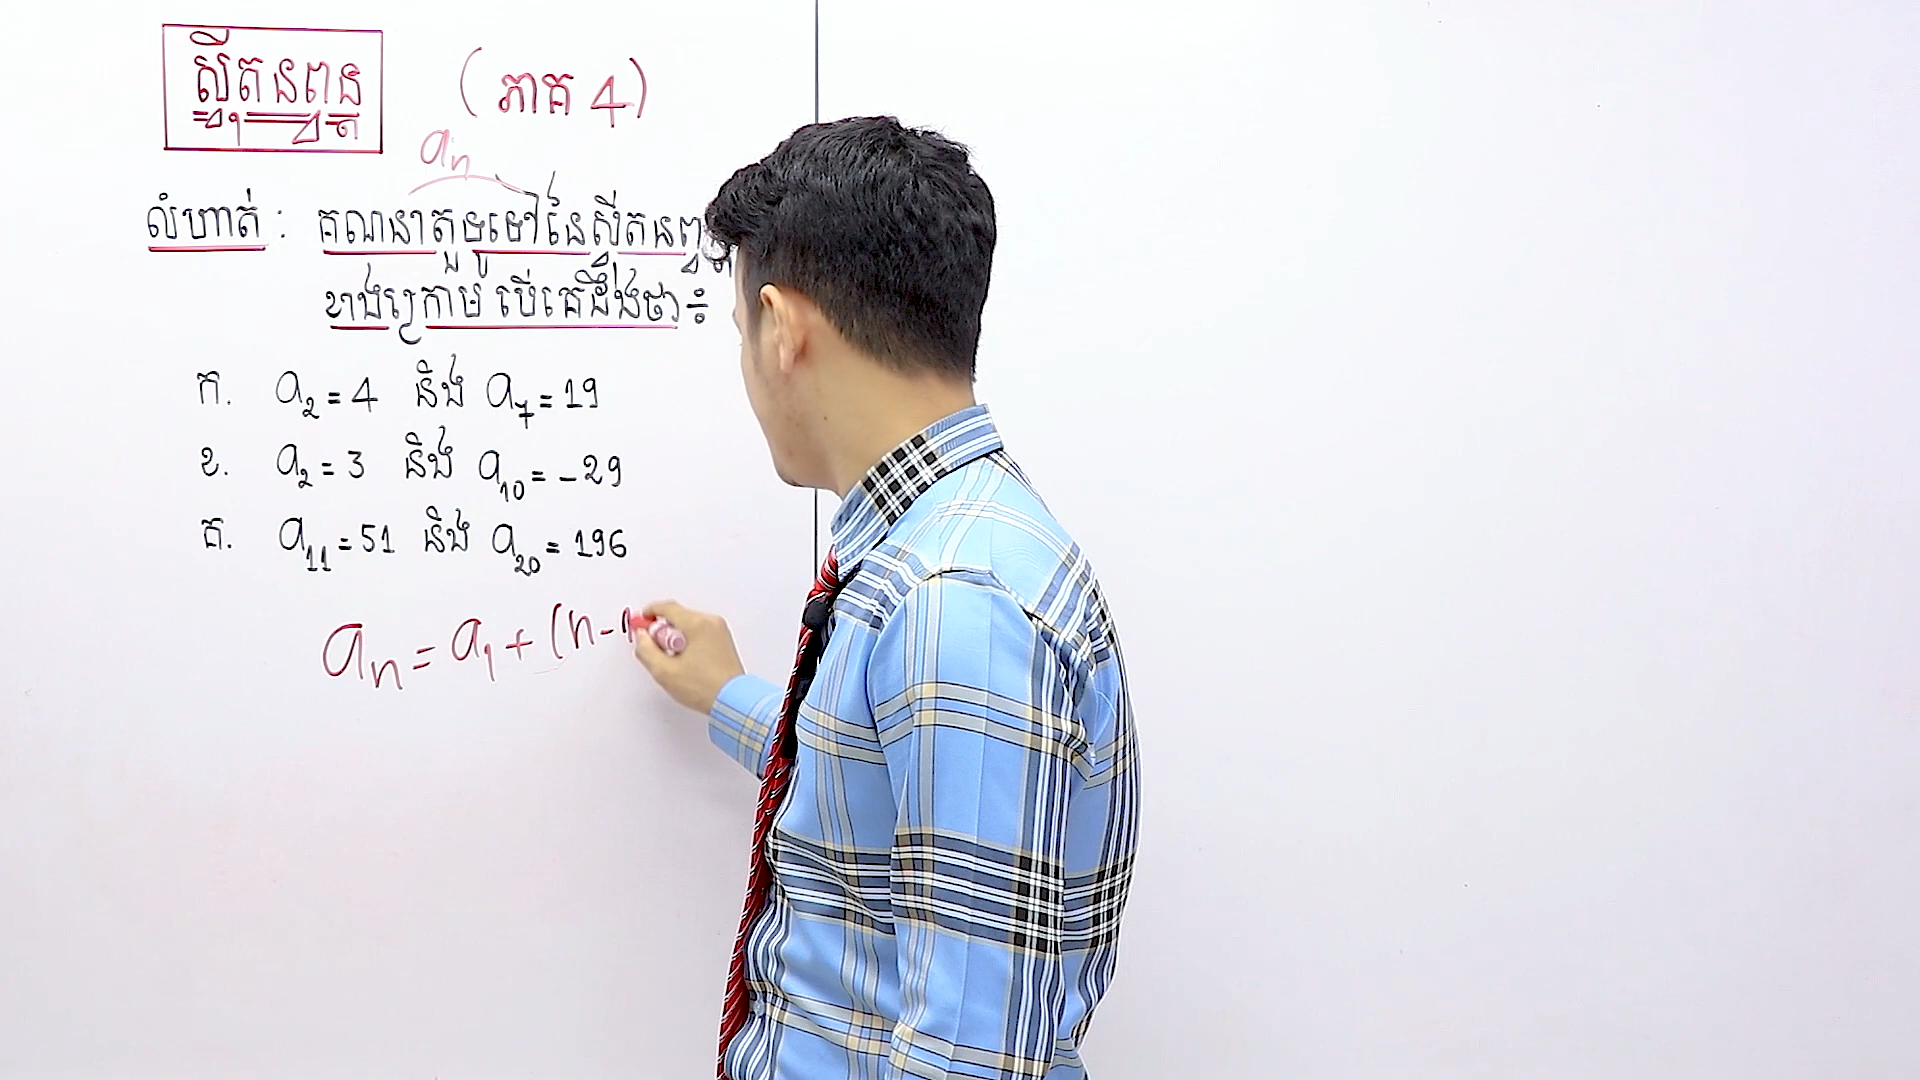 ស្វ៊ីតនព្វន្ត
(ភាគ 4)
aₙ
លំហាត់ : គណនាតួទូទៅនៃស្វ៊ីតនព្វន្ត
ខាងក្រោម បើគេដឹងថា ÷
ក. a₂ = 4 និង a₇ = 19
ខ. a₂ = 3 និង a₁₀ = -29
គ. a₁₁ = 51 និង a₂₀ = 196
aₙ = a₁ + (n-1